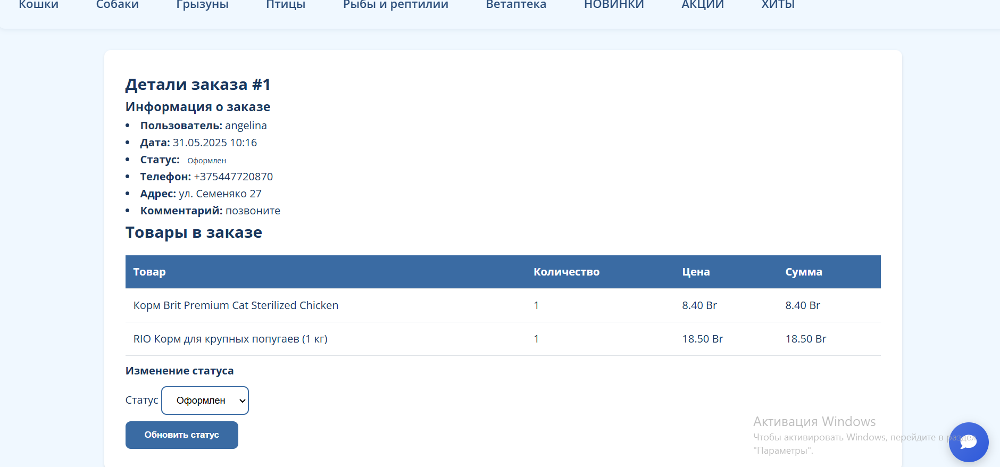 Кошки Собаки Грызуны Птицы Рыбы и рептилии Ветаптека НОВИНКИ АКЦИИ ХИТЫ
Детали заказа #1
Информация о заказе
• Пользователь: angelina
• Дата: 31.05.2025 10:16
• Статус: Оформлен
• Телефон: +375447720870
• Адрес: ул. Семеняко 27
• Комментарий: позвоните
Товары в заказе
Товар Количество Цена Сумма
Корм Brit Premium Cat Sterilized Chicken 1 8.40 Br 8.40 Br
RIO Корм для крупных попугаев (1 кг) 1 18.50 Br 18.50 Br
Изменение статуса
Статус Оформлен
Обновить статус
Активация Windows
Чтобы активировать Windows, перейдите в раздел
"Параметры".